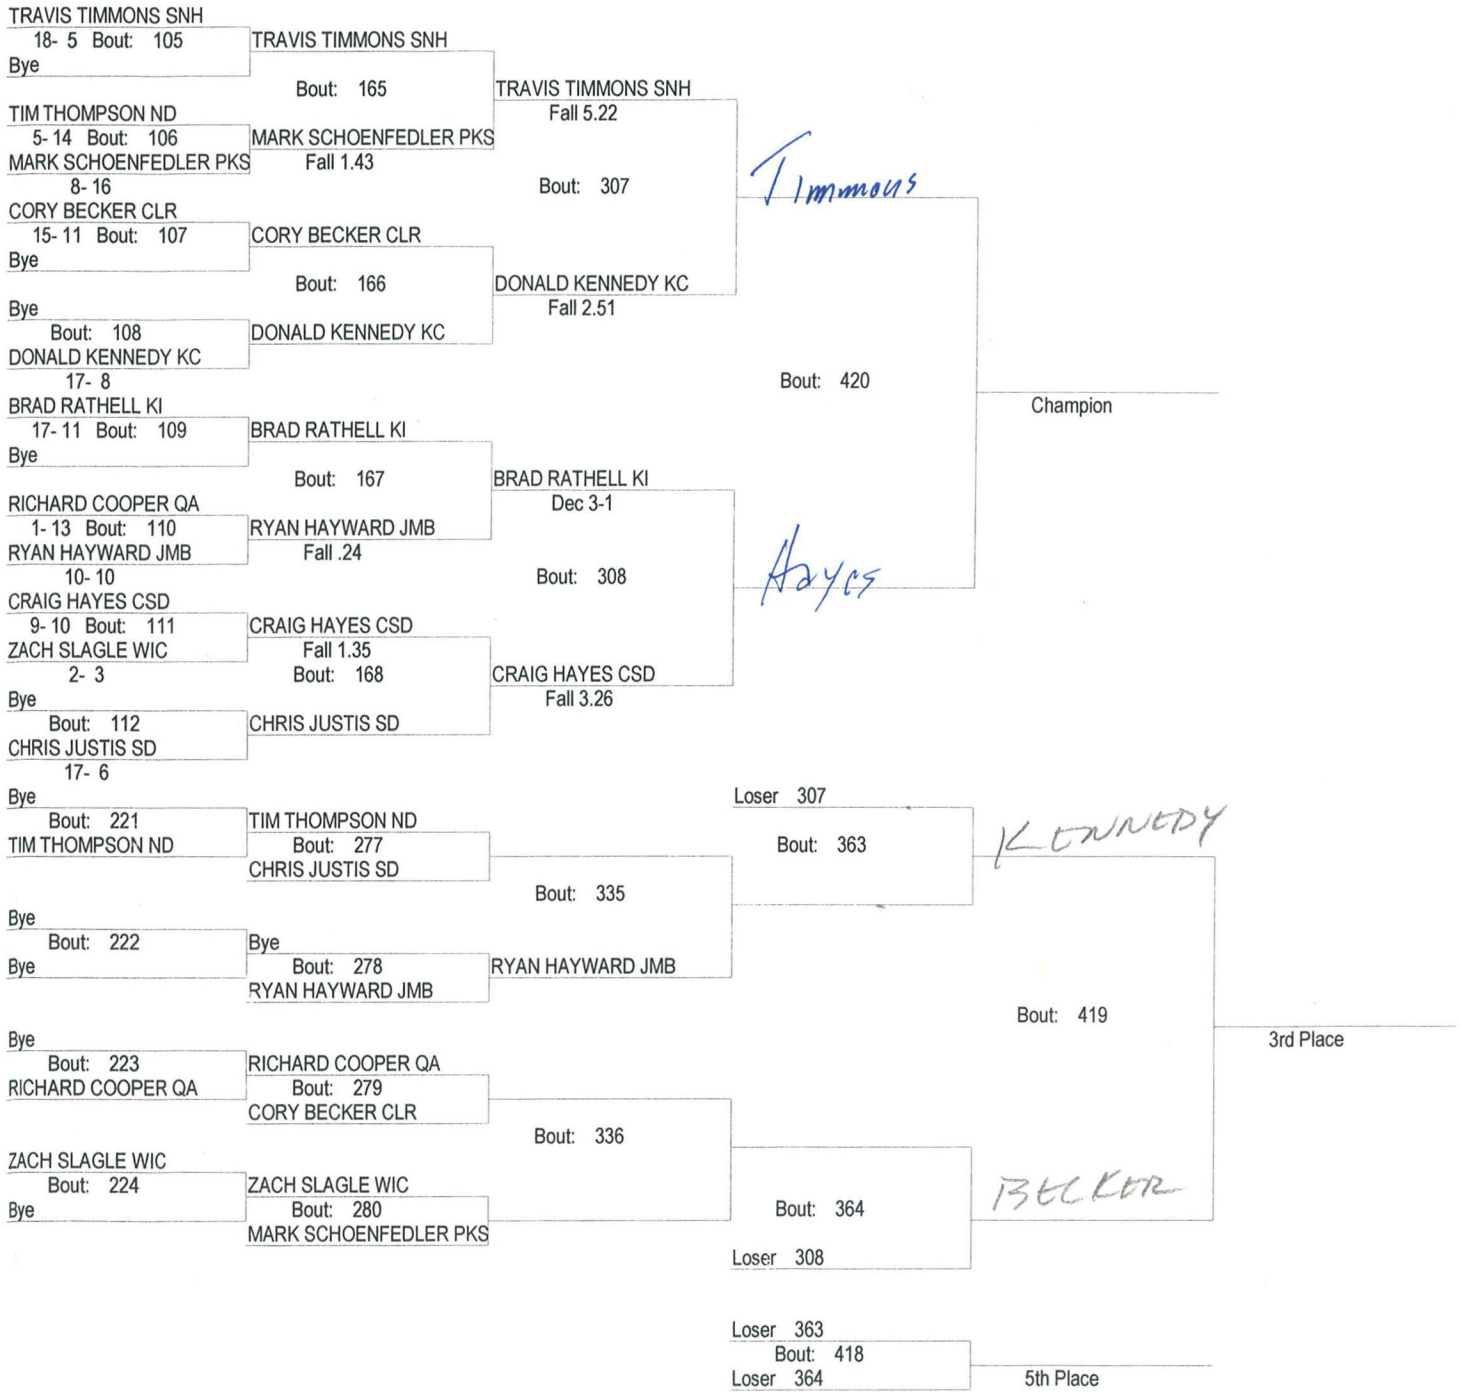 TRAVIS TIMMONS SNH
18- 5 Bout: 105
Bye
TRAVIS TIMMONS SNH
Bout: 165
TIM THOMPSON ND
5- 14 Bout: 106
MARK SCHOENFEDLER PKS
8- 16
MARK SCHOENFEDLER PKS
Fall 1.43
TRAVIS TIMMONS SNH
Fall 5.22
Bout: 307
CORY BECKER CLR
15- 11 Bout: 107
Bye
CORY BECKER CLR
Bout: 166
Bye
Bout: 108
DONALD KENNEDY KC
17- 8
DONALD KENNEDY KC
DONALD KENNEDY KC
Fall 2.51
Timmons
Bout: 420
Champion
BRAD RATHELL KI
17- 11 Bout: 109
Bye
BRAD RATHELL KI
Bout: 167
RICHARD COOPER QA
1- 13 Bout: 110
RYAN HAYWARD JMB
10- 10
RYAN HAYWARD JMB
Fall .24
BRAD RATHELL KI
Dec 3-1
Bout: 308
CRAIG HAYES CSD
9- 10 Bout: 111
ZACH SLAGLE WIC
2- 3
CRAIG HAYES CSD
Fall 1.35
Bout: 168
Bye
Bout: 112
CHRIS JUSTIS SD
17- 6
CHRIS JUSTIS SD
CRAIG HAYES CSD
Fall 3.26
Hayes
Bye
Bout: 221
TIM THOMPSON ND
TIM THOMPSON ND
Bout: 277
CHRIS JUSTIS SD
Bout: 335
Bye
Bout: 222
Bye
Bye
Bout: 278
RYAN HAYWARD JMB
RYAN HAYWARD JMB
Loser 307
Bout: 363
KENNEDY
Bout: 419
3rd Place
Bye
Bout: 223
RICHARD COOPER QA
RICHARD COOPER QA
Bout: 279
CORY BECKER CLR
Bout: 336
ZACH SLAGLE WIC
Bout: 224
Bye
ZACH SLAGLE WIC
Bout: 280
MARK SCHOENFEDLER PKS
Bout: 364
Loser 308
BECKER
Loser 363
Bout: 418
Loser 364
5th Place